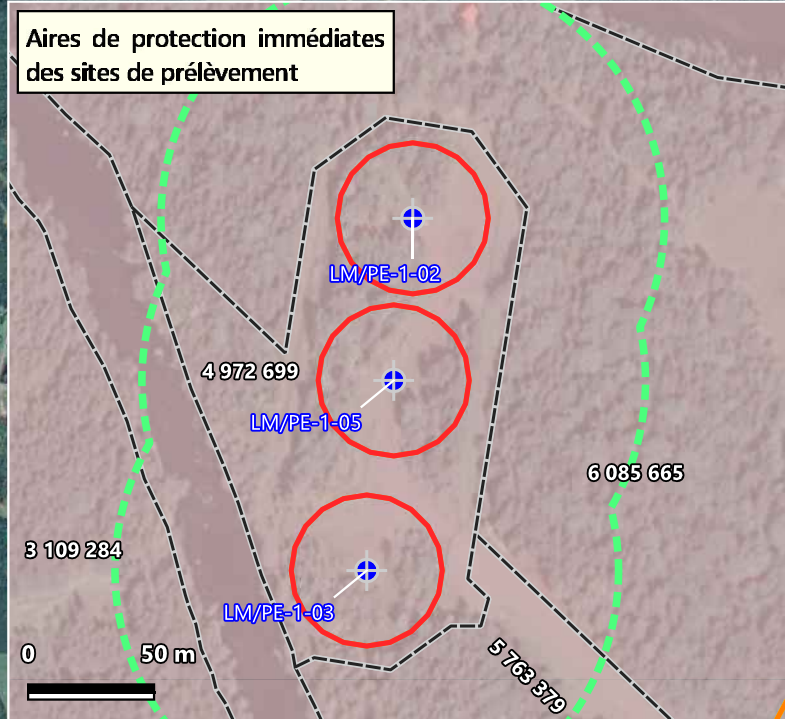 Aires de protection immédiates
des sites de prélèvement
LM/PE-1-02
4 972 699
LM/PE-1-05
6 085 665
3 109 284
LM/PE-1-03
0 50 m
5 763 379